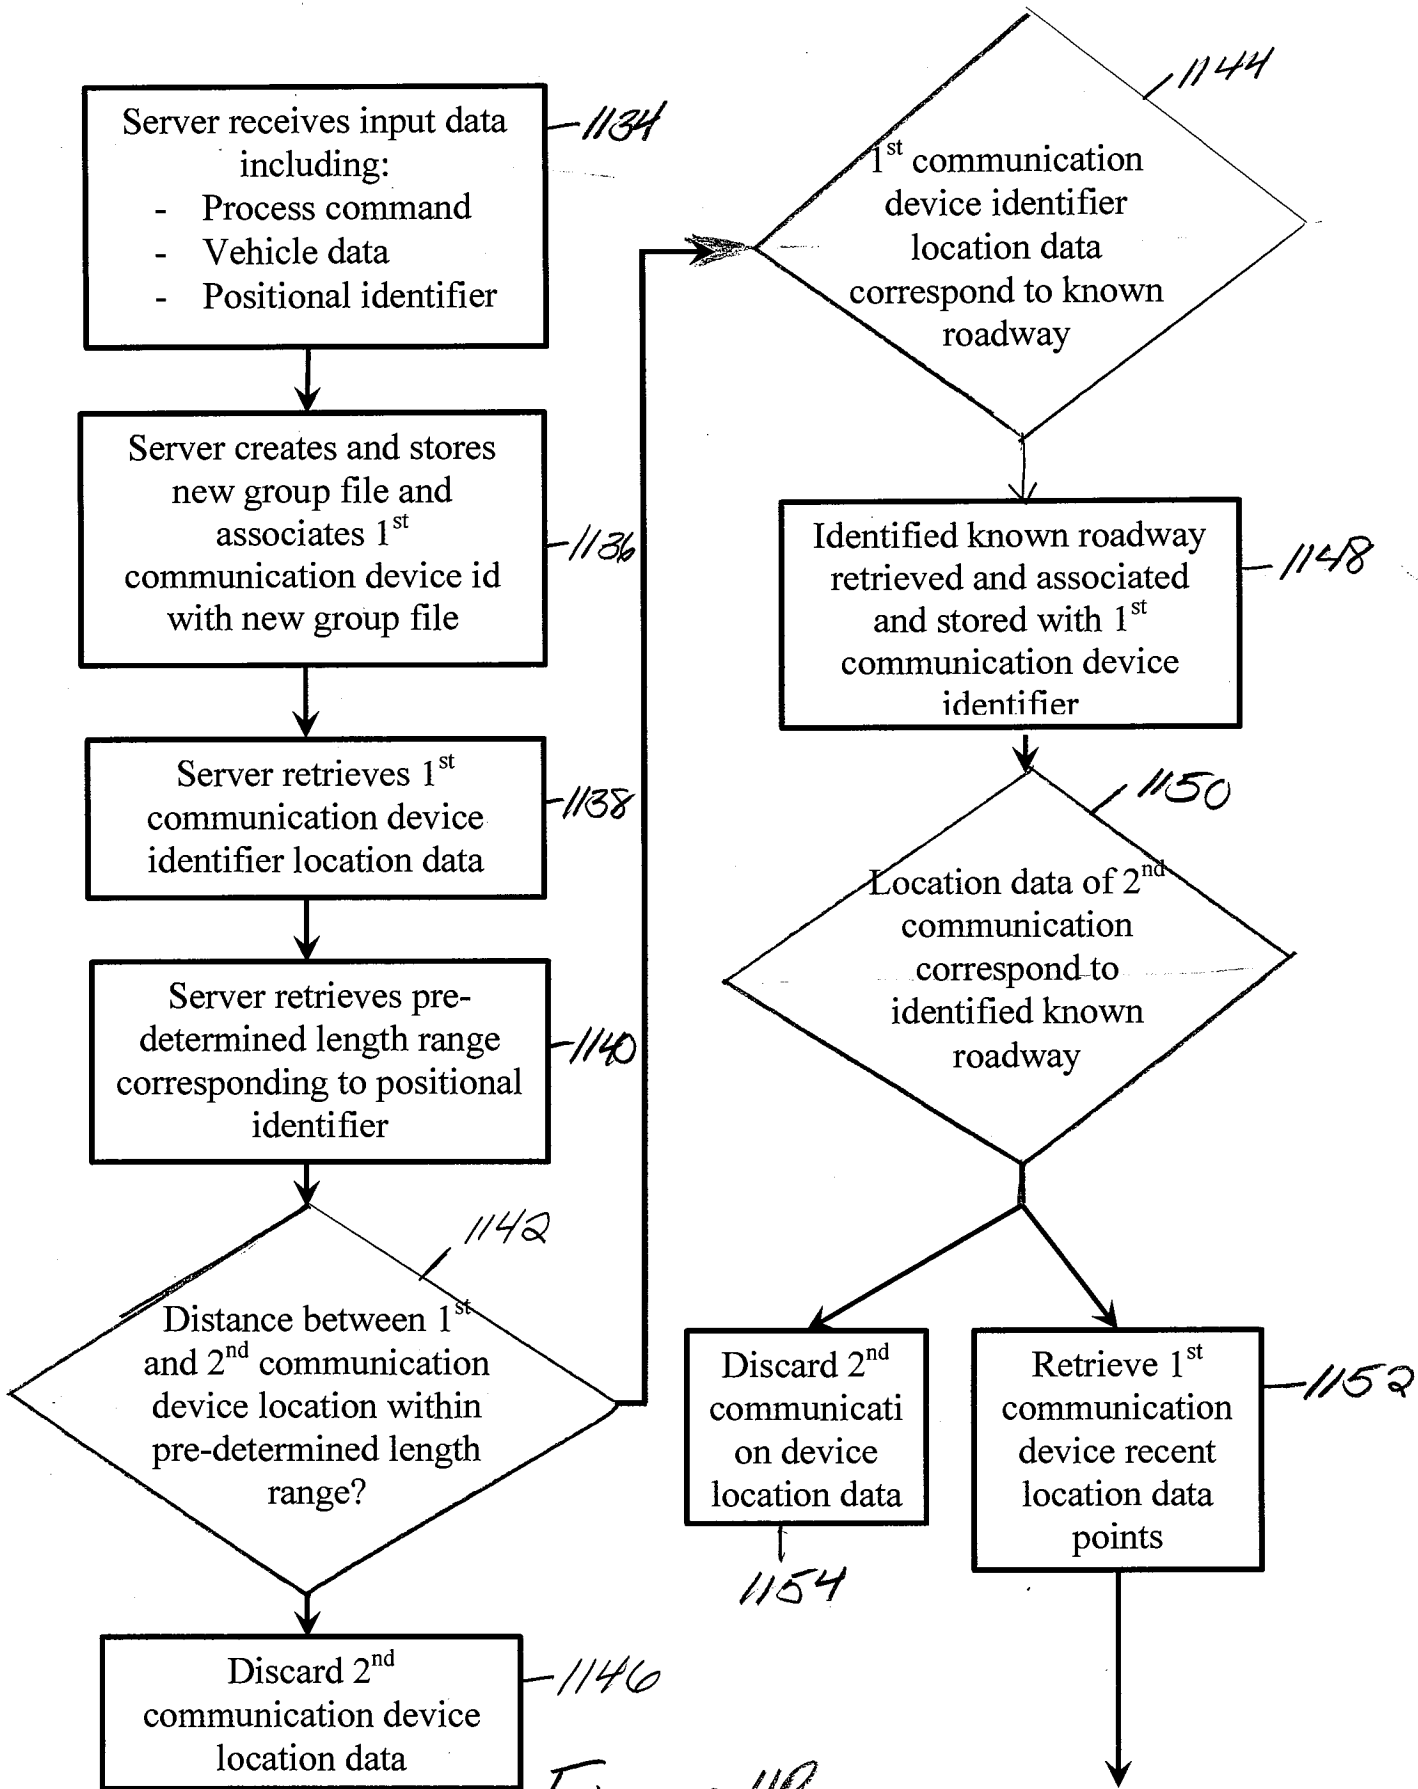 Server receives input data
including:
- Process command
- Vehicle data
- Positional identifier
1134
Server creates and stores
new group file and
associates 1st
communication device id
with new group file
1136
Server retrieves 1st
communication device
identifier location data
1138
Server retrieves pre-
determined length range
corresponding to positional
identifier
1140
1142
Distance between 1st
and 2nd communication
device location within
pre-determined length
range?
Discard 2nd
communication device
location data
1146
1144
1st communication
device identifier
location data
correspond to known
roadway
Identified known roadway
retrieved and associated
and stored with 1st
communication device
identifier
1148
1150
Location data of 2nd
communication
correspond to
identified known
roadway
Discard 2nd
communicati
on device
location data
1154
Retrieve 1st
communication
device recent
location data
points
1152